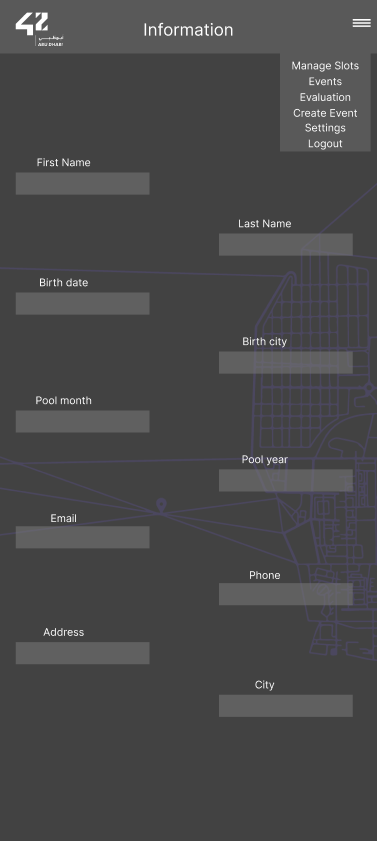 42
أبوظبي
ABU DHABI
Information
Manage Slots
Events
Evaluation
Create Event
Settings
Logout
First Name
Last Name
Birth date
Birth city
Pool month
Pool year
Email
Phone
Address
City